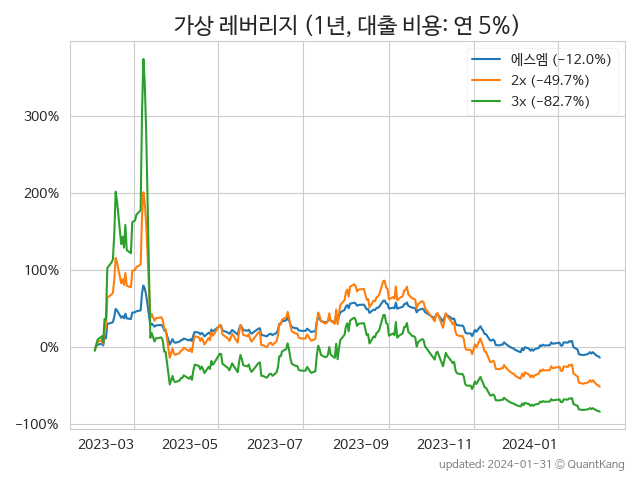 가상 레버리지 (1년, 대출 비용: 연 5%)
에스엠 (−12.0%)
2x (−49.7%)
3x (−82.7%)
300%
200%
100%
0%
−100%
2023−03 2023−05 2023−07 2023−09 2023−11 2024−01
updated: 2024−01−31 © QuantKang